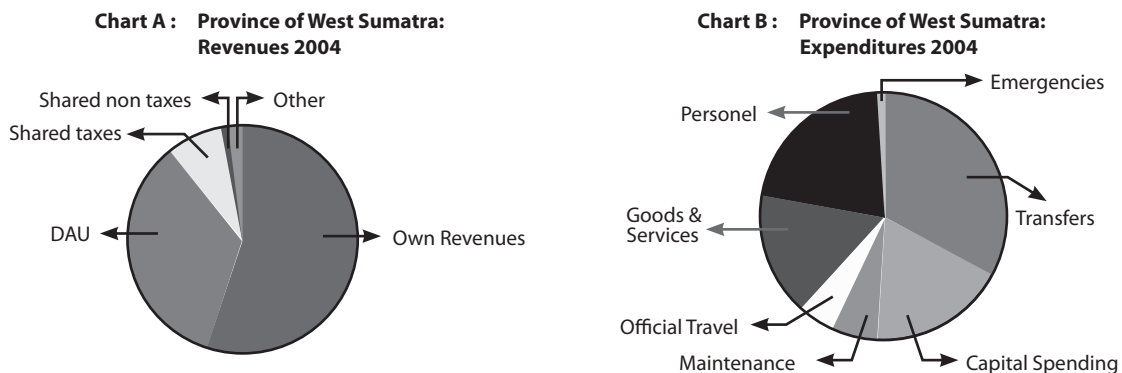 Chart A : Province of West Sumatra:
Revenues 2004
Shared non taxes
Other
Shared taxes
DAU
Own Revenues
Chart B : Province of West Sumatra:
Expenditures 2004
Emergencies
Personel
Transfers
Goods &
Services
Official Travel
Maintenance
Capital Spending